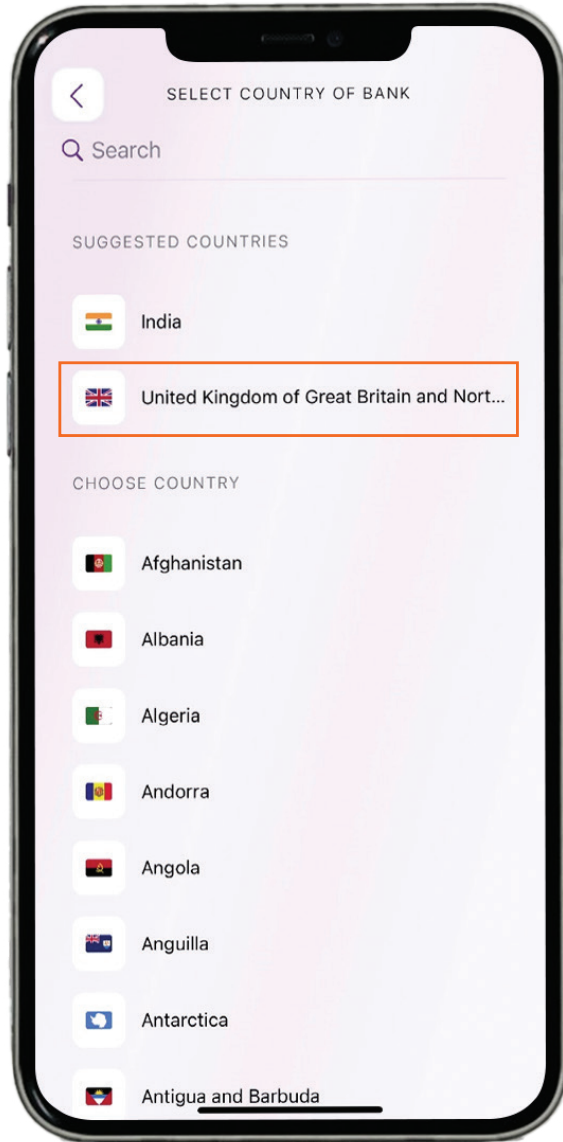 SELECT COUNTRY OF BANK
Search
SUGGESTED COUNTRIES
India
United Kingdom of Great Britain and Nort...
CHOOSE COUNTRY
Afghanistan
Albania
Algeria
Andorra
Angola
Anguilla
Antarctica
Antigua and Barbuda